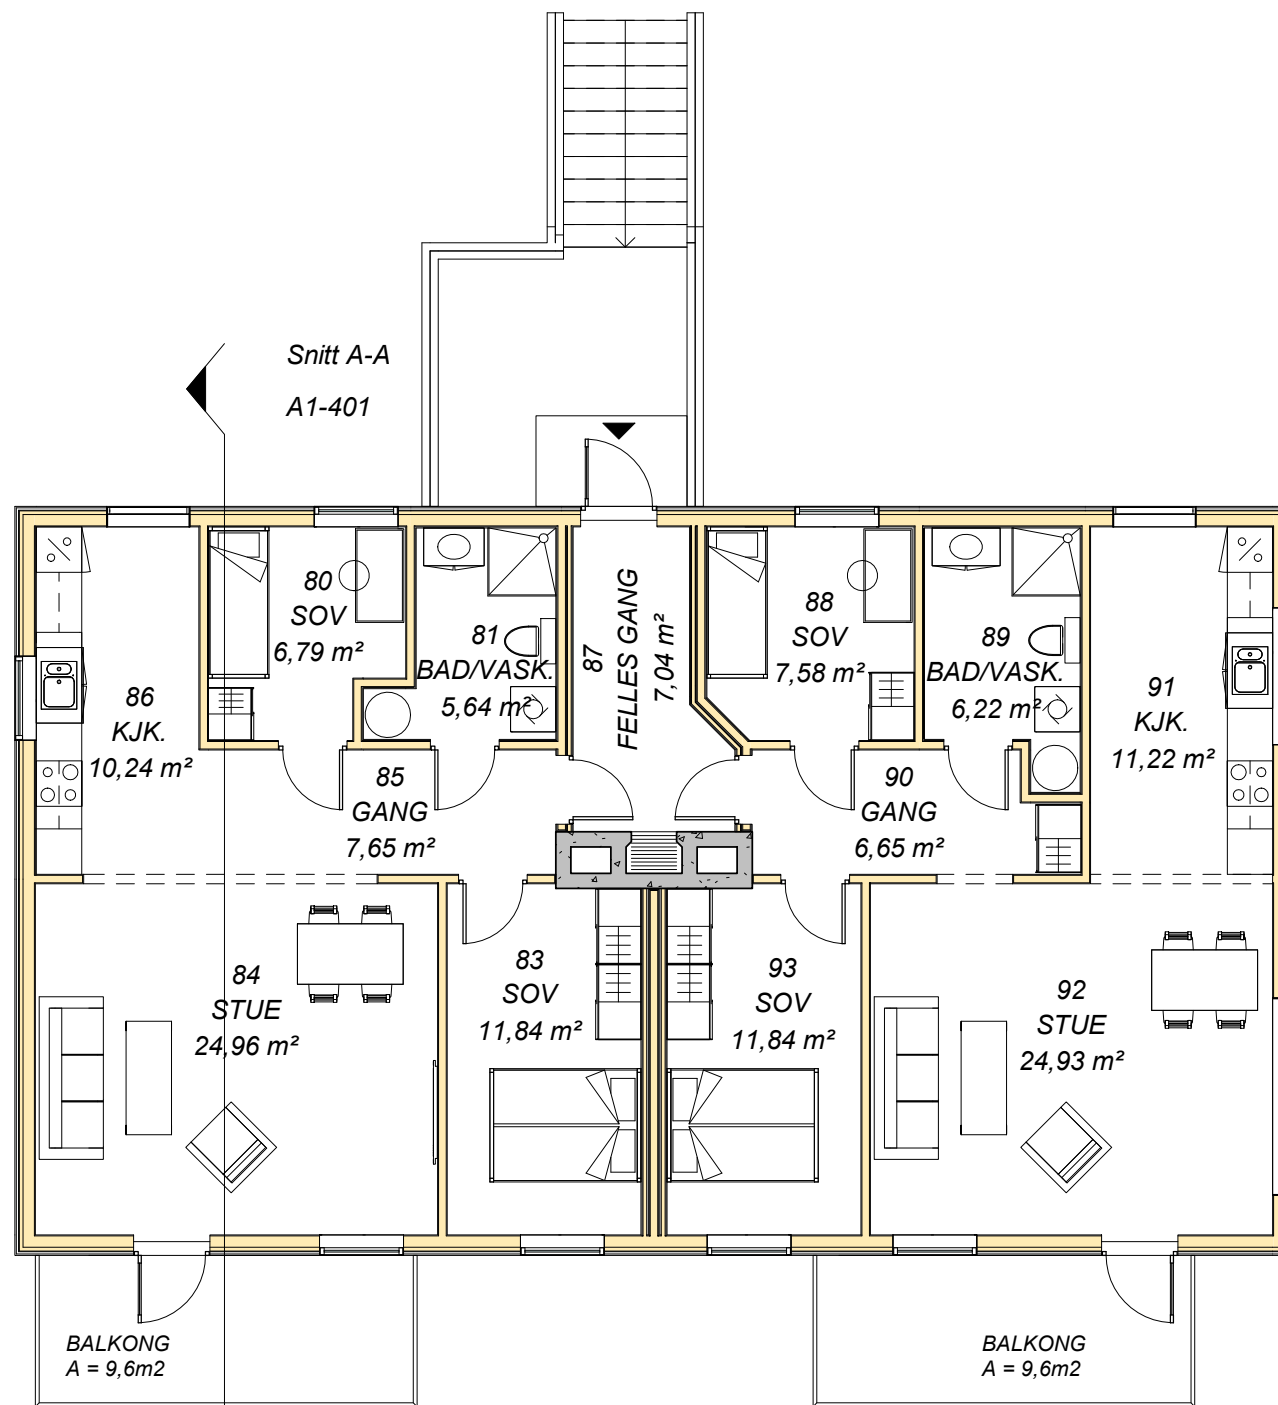 Snitt A-A
A1-401
80
SOV
6,79 m²
81
BAD/VASK.
5,64 m²
87
FELLES GANG
7,04 m²
88
SOV
7,58 m²
89
BAD/VASK.
6,22 m²
86
KJK.
10,24 m²
91
KJK.
11,22 m²
85
GANG
7,65 m²
90
GANG
6,65 m²
84
STUE
24,96 m²
83
SOV
11,84 m²
93
SOV
11,84 m²
92
STUE
24,93 m²
BALKONG
A = 9,6m2
BALKONG
A = 9,6m2